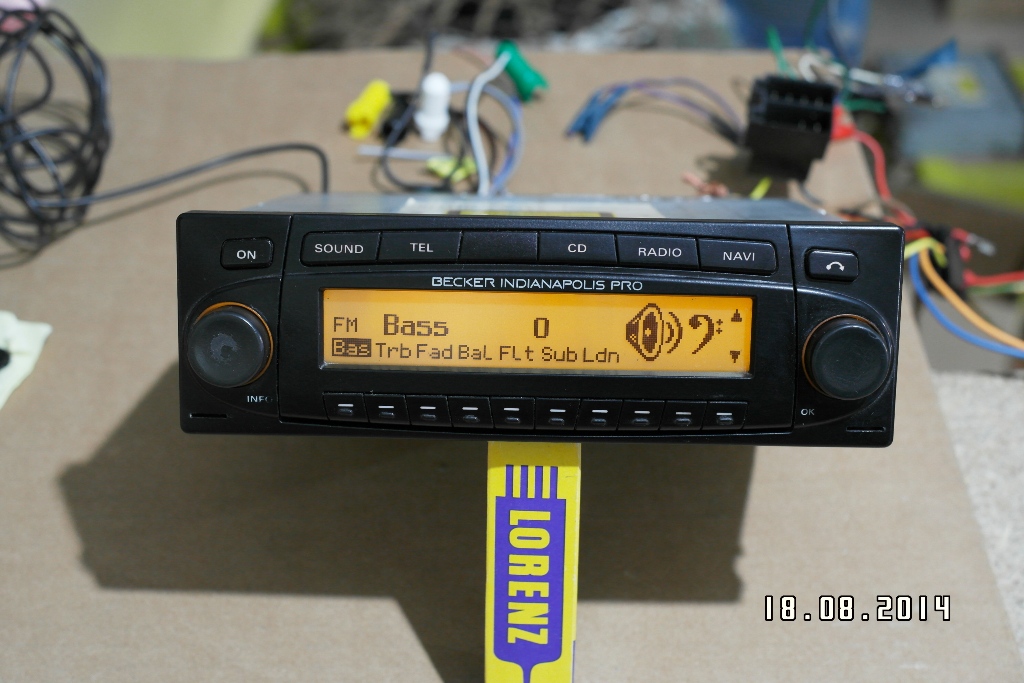 ON
SOUND TEL CD RADIO NAVI
BECKER INDIANAPOLIS PRO
FM Bass 0
Bas Trb Fad Bal Flt Sub Ldn
INFO
OK
LORENZ
18.08.2014